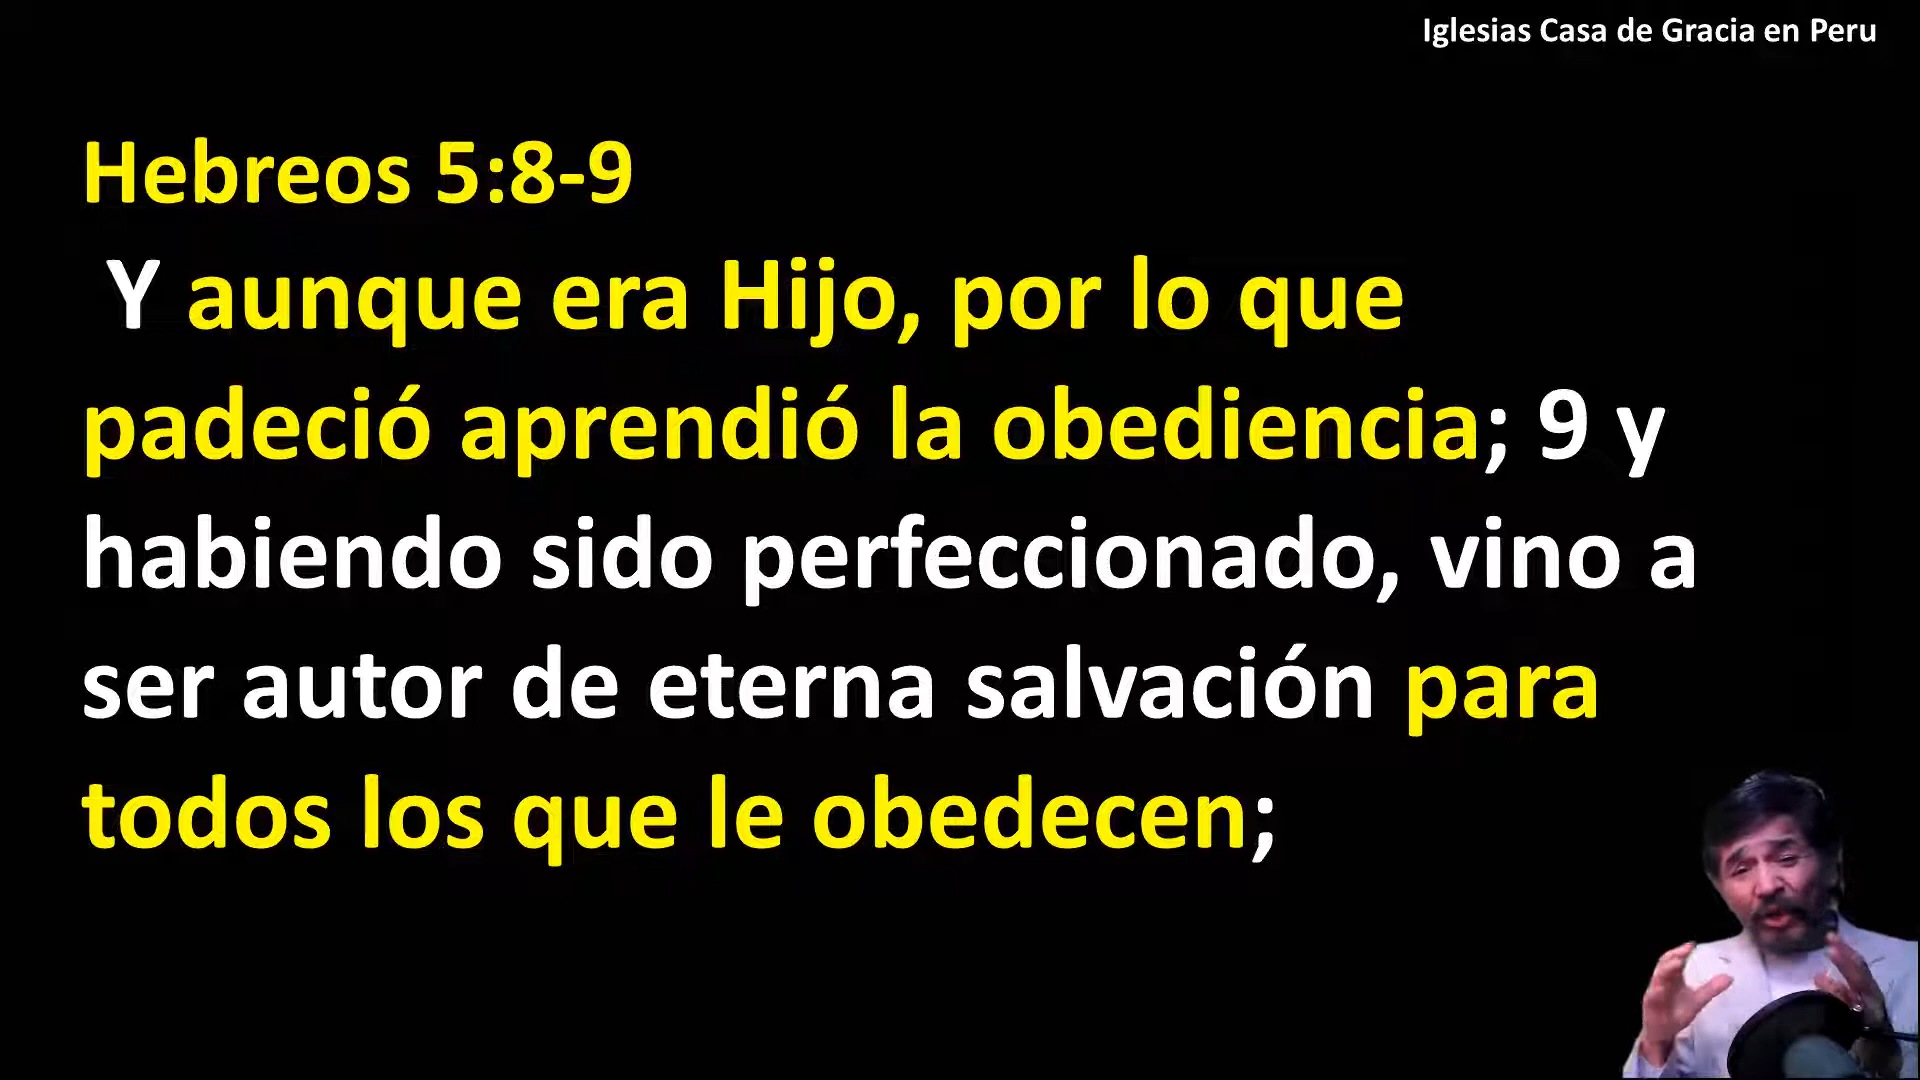 Iglesias Casa de Gracia en Peru
Hebreos 5:8-9
Y aunque era Hijo, por lo que
padeció aprendió la obediencia; 9 y
habiendo sido perfeccionado, vino a
ser autor de eterna salvación para
todos los que le obedecen;